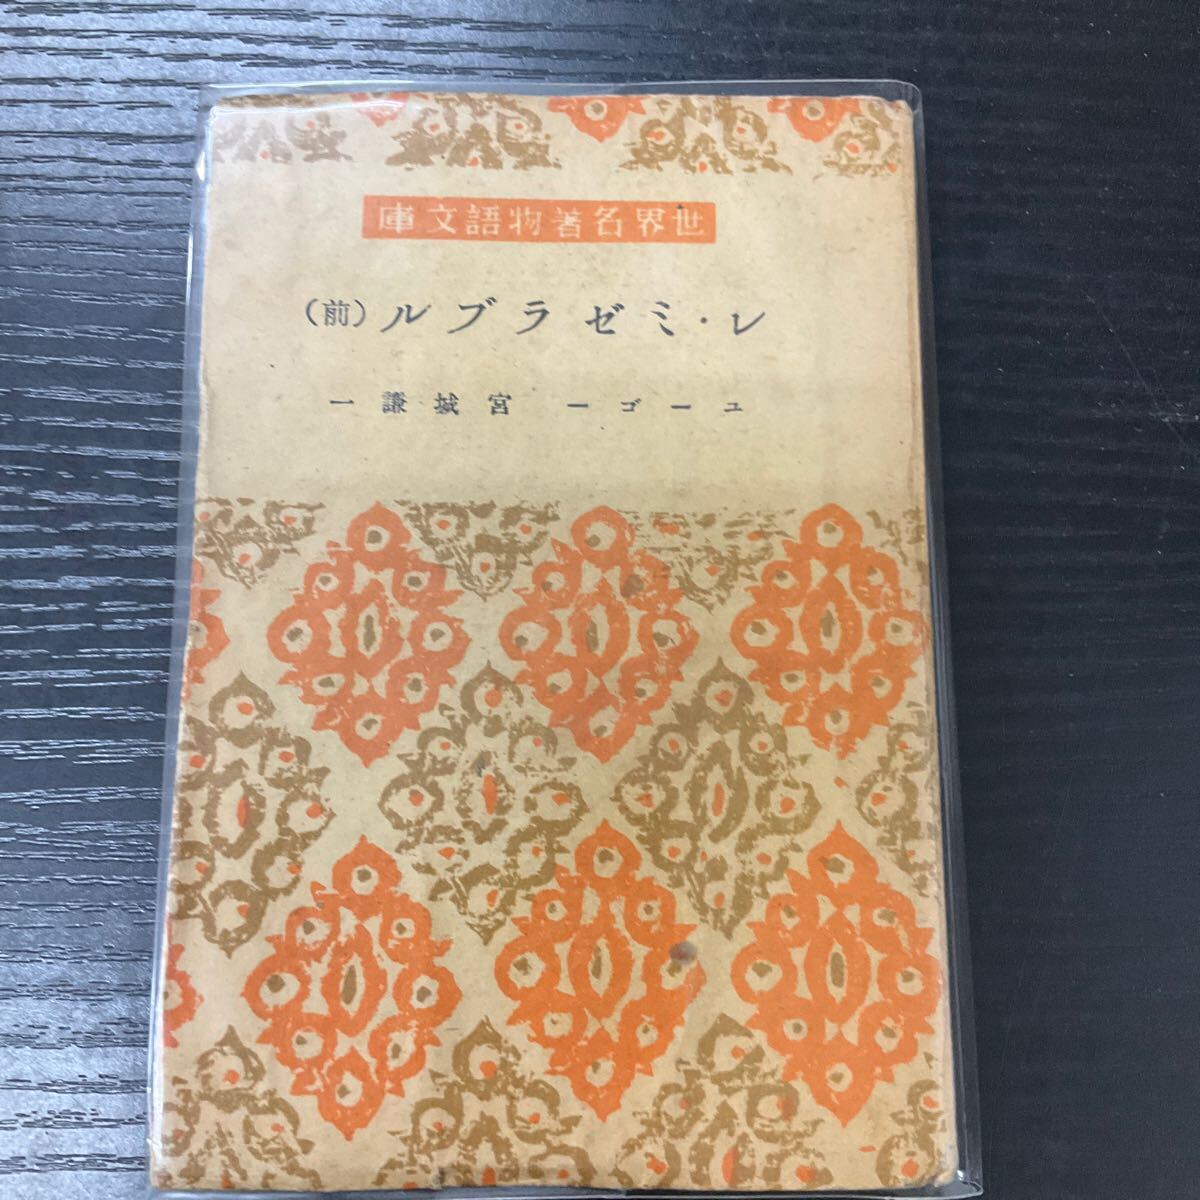 世界名著物語文庫
レ・ミゼラブル(前)
ユーゴー 宮城謙一